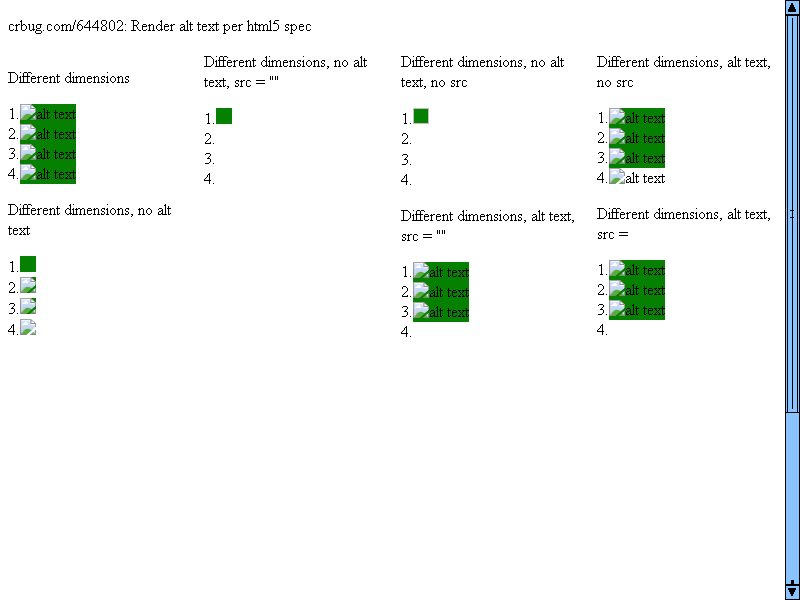 crbug.com/644802: Render alt text per html5 spec
Different dimensions
1. alt text
2. alt text
3. alt text
4. alt text
Different dimensions, no alt
text
1.
2.
3.
4.
Different dimensions, no alt
text, src = ""
1.
2.
3.
4.
Different dimensions, no alt
text, no src
1.
2.
3.
4.
Different dimensions, alt text,
src = ""
1. alt text
2. alt text
3. alt text
4.
Different dimensions, alt text,
no src
1. alt text
2. alt text
3. alt text
4. alt text
Different dimensions, alt text,
src =
1. alt text
2. alt text
3. alt text
4.